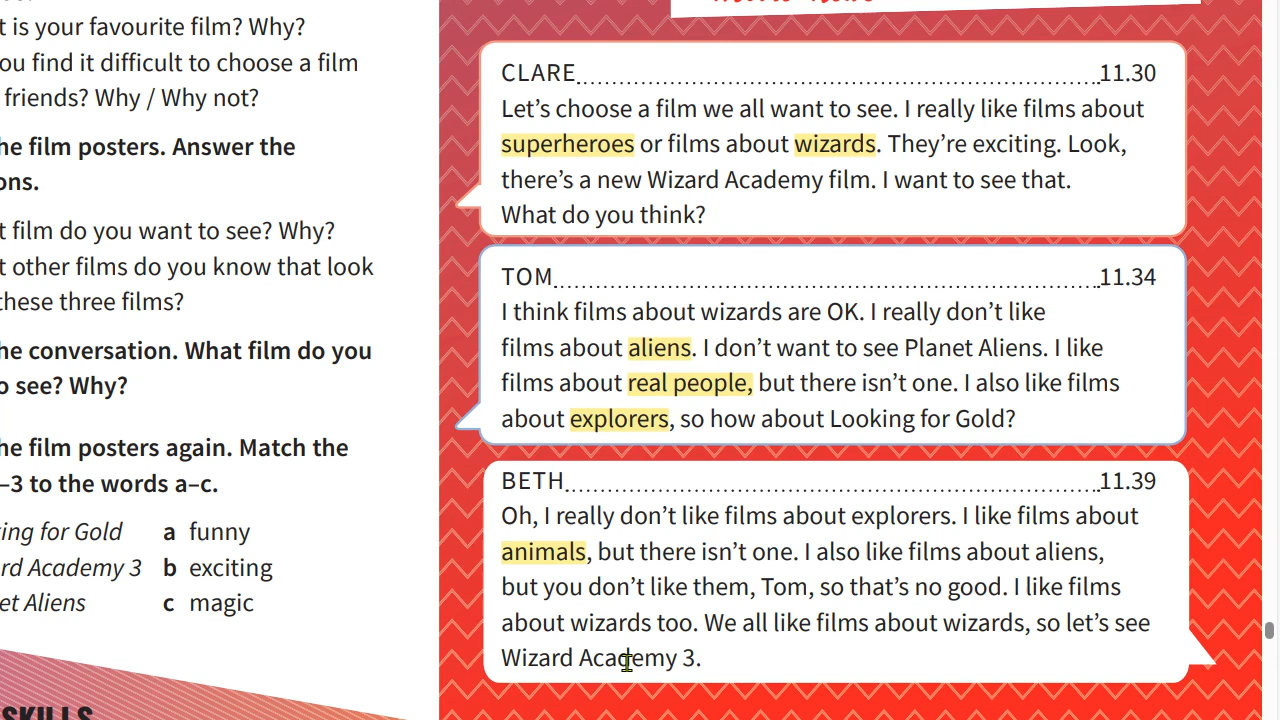 t is your favourite film? Why?
ou find it difficult to choose a film
friends? Why / Why not?
he film posters. Answer the
ons.
t film do you want to see? Why?
t other films do you know that look
these three films?
he conversation. What film do you
o see? Why?
he film posters again. Match the
–3 to the words a–c.
ing for Gold a funny
rd Academy 3 b exciting
et Aliens c magic
SKILLS
CLARE 11.30
Let's choose a film we all want to see. I really like films about
superheroes or films about wizards. They're exciting. Look,
there's a new Wizard Academy film. I want to see that.
What do you think?
TOM 11.34
I think films about wizards are OK. I really don't like
films about aliens. I don't want to see Planet Aliens. I like
films about real people, but there isn't one. I also like films
about explorers, so how about Looking for Gold?
BETH 11.39
Oh, I really don't like films about explorers. I like films about
animals, but there isn't one. I also like films about aliens,
but you don't like them, Tom, so that's no good. I like films
about wizards too. We all like films about wizards, so let's see
Wizard Academy 3.